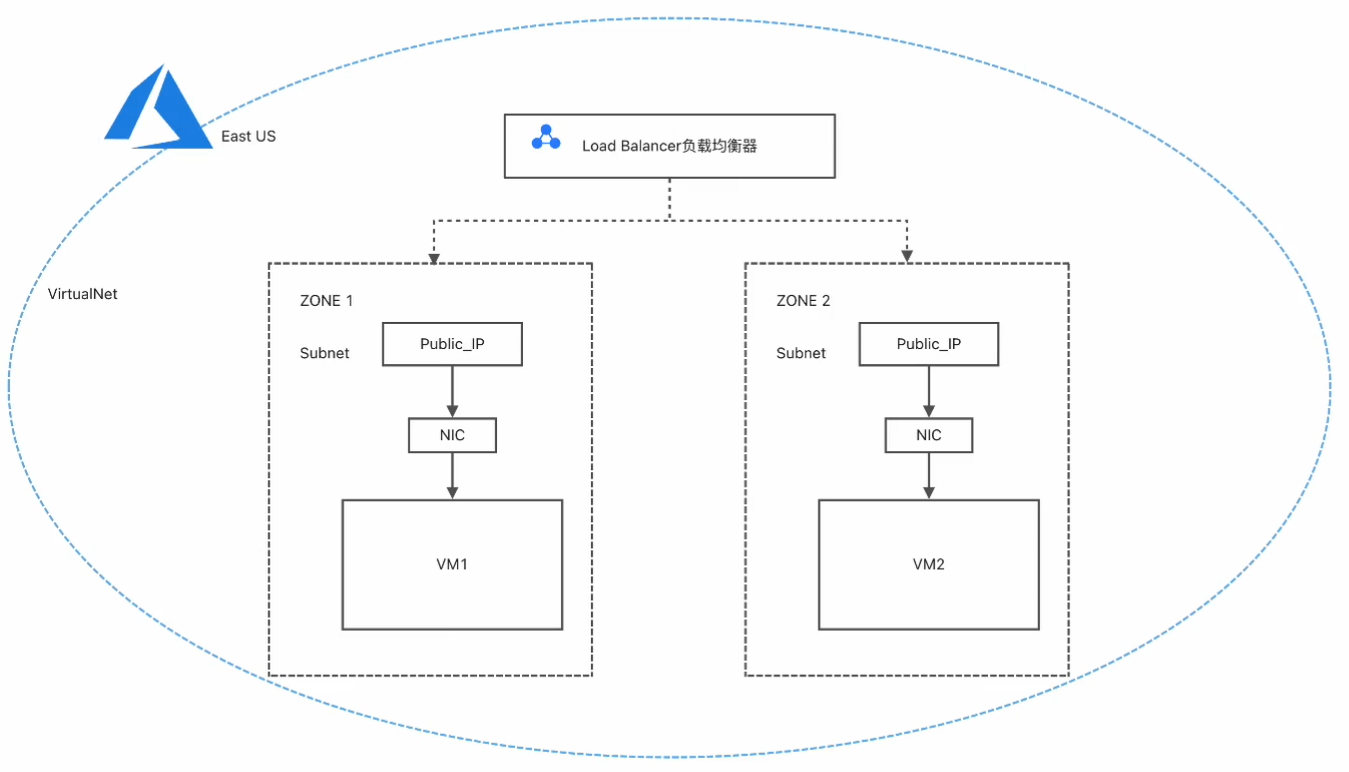 East US
Load Balancer负载均衡器
VirtualNet
ZONE 1
Public_IP
Subnet
NIC
VM1
ZONE 2
Public_IP
Subnet
NIC
VM2